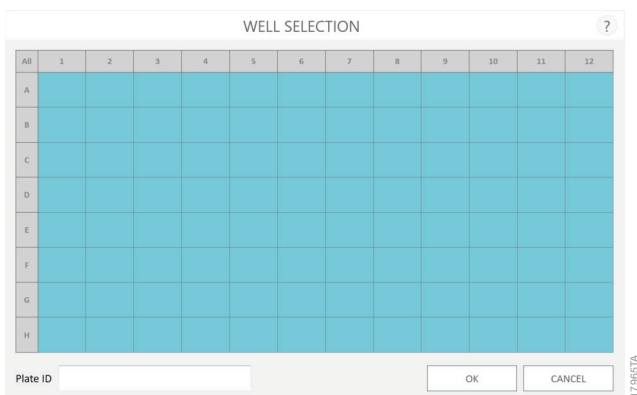 WELL SELECTION ?
All 1 2 3 4 5 6 7 8 9 10 11 12
A
B
C
D
E
F
G
H
Plate ID OK CANCEL
17965TA